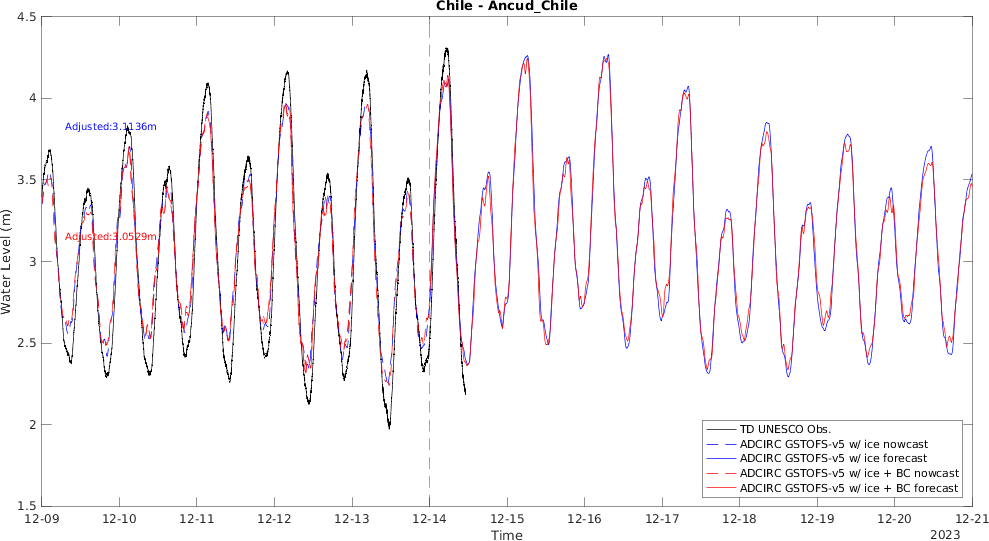 Chile - Ancud_Chile
4.5
4
3.5
3
2.5
2
1.5
Water Level (m)
Adjusted:3.1136m
Adjusted:3.0529m
TD UNESCO Obs.
ADCIRC GSTOFS-v5 w/ ice nowcast
ADCIRC GSTOFS-v5 w/ ice forecast
ADCIRC GSTOFS-v5 w/ ice + BC nowcast
ADCIRC GSTOFS-v5 w/ ice + BC forecast
12-09 12-10 12-11 12-12 12-13 12-14 12-15 12-16 12-17 12-18 12-19 12-20 12-21
Time
2023